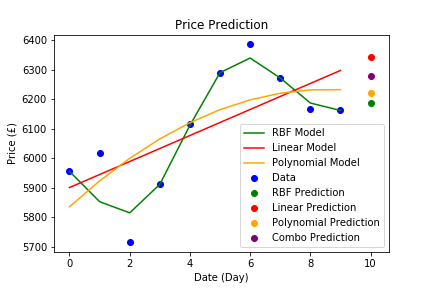 Price Prediction
6400
6300
6200
6100
6000
5900
5800
5700
Price (£)
RBF Model
Linear Model
Polynomial Model
Data
RBF Prediction
Linear Prediction
Polynomial Prediction
Combo Prediction
0 2 4 6 8 10
Date (Day)